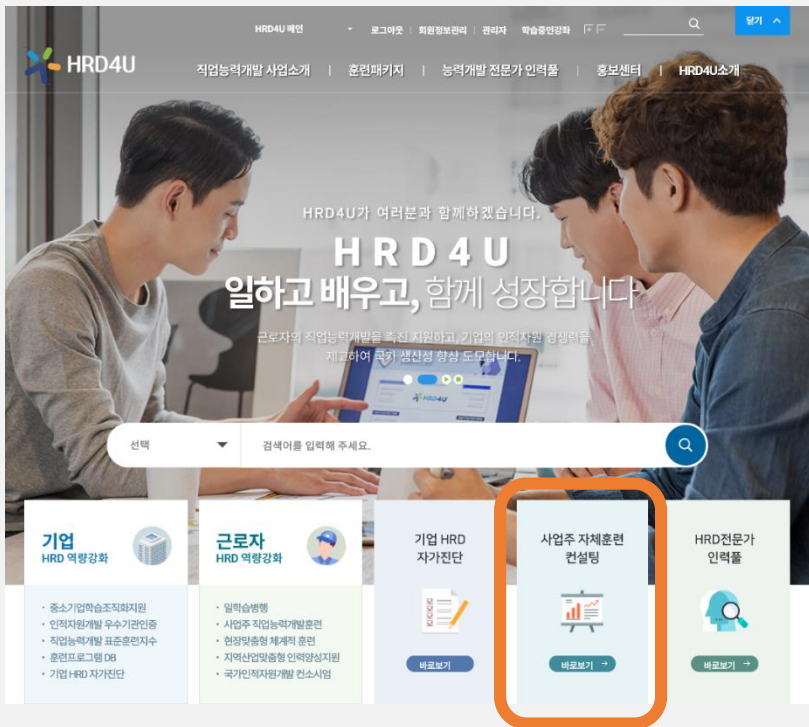 HRD4U 메인
로그아웃 | 회원정보관리 | 관리자 학습중인강좌
닫기
HRD4U
직업능력개발 사업소개 | 훈련패키지 | 능력개발 전문가 인력풀 | 홍보센터 | HRD4U소개
HRD4U가 여러분과 함께하겠습니다.
HRD4U
일하고 배우고, 함께 성장합니다
근로자의 직업능력개발을 촉진 지원하고, 기업의 인적자원 경쟁력을
제고하여 국가 생산성 향상 도모합니다.
HRD4U
선택
검색어를 입력해 주세요.
기업
HRD 역량강화
· 중소기업학습조직화지원
· 인적자원개발 우수기관인증
· 직업능력개발 표준훈련지수
· 훈련프로그램 DB
· 기업 HRD 자가진단
근로자
HRD 역량강화
· 일학습병행
· 사업주 직업능력개발훈련
· 현장맞춤형 체계적 훈련
· 지역산업맞춤형 인력양성지원
· 국가인적자원개발 컨소시엄
기업 HRD
자가진단
바로보기
사업주 자체훈련
컨설팅
바로보기 →
HRD전문가
인력풀
바로보기 →